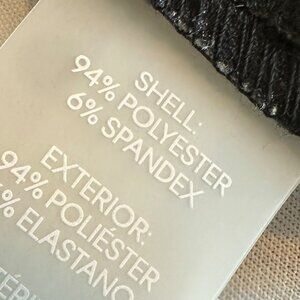 SHELL:
94% POLYESTER
6% SPANDEX
EXTERIOR:
94% POLIÉSTER
% ELASTANO